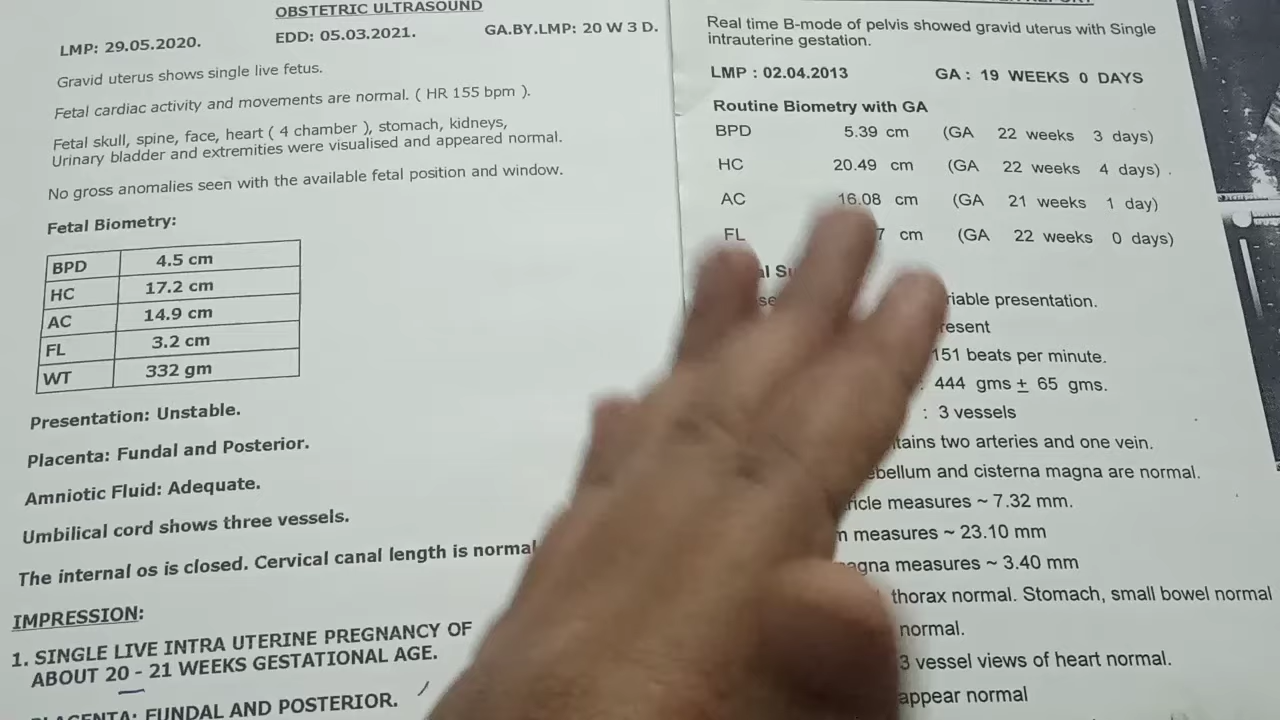 OBSTETRIC ULTRASOUND
LMP: 29.05.2020. EDD: 05.03.2021. GA.BY.LMP: 20 W 3 D.
Gravid uterus shows single live fetus.
Fetal cardiac activity and movements are normal. ( HR 155 bpm ).
Fetal skull, spine, face, heart ( 4 chamber ), stomach, kidneys,
Urinary bladder and extremities were visualised and appeared normal.
No gross anomalies seen with the available fetal position and window.
Fetal Biometry:
BPD 4.5 cm
HC 17.2 cm
AC 14.9 cm
FL 3.2 cm
WT 332 gm
Presentation: Unstable.
Placenta: Fundal and Posterior.
Amniotic Fluid: Adequate.
Umbilical cord shows three vessels.
The internal os is closed. Cervical canal length is normal
IMPRESSION:
1. SINGLE LIVE INTRA UTERINE PREGNANCY OF
ABOUT 20 - 21 WEEKS GESTATIONAL AGE.
PLACENTA: FUNDAL AND POSTERIOR.
Real time B-mode of pelvis showed gravid uterus with Single
intrauterine gestation.
LMP : 02.04.2013 GA : 19 WEEKS 0 DAYS
Routine Biometry with GA
BPD 5.39 cm (GA 22 weeks 3 days)
HC 20.49 cm (GA 22 weeks 4 days) .
AC 16.08 cm (GA 21 weeks 1 day)
FL 7 cm (GA 22 weeks 0 days)
presentation.
151 beats per minute.
: 444 gms ± 65 gms.
: 3 vessels
two arteries and one vein.
and cisterna magna are normal.
measures ~ 7.32 mm.
measures ~ 23.10 mm
measures ~ 3.40 mm
thorax normal. Stomach, small bowel normal
normal.
3 vessel views of heart normal.
appear normal